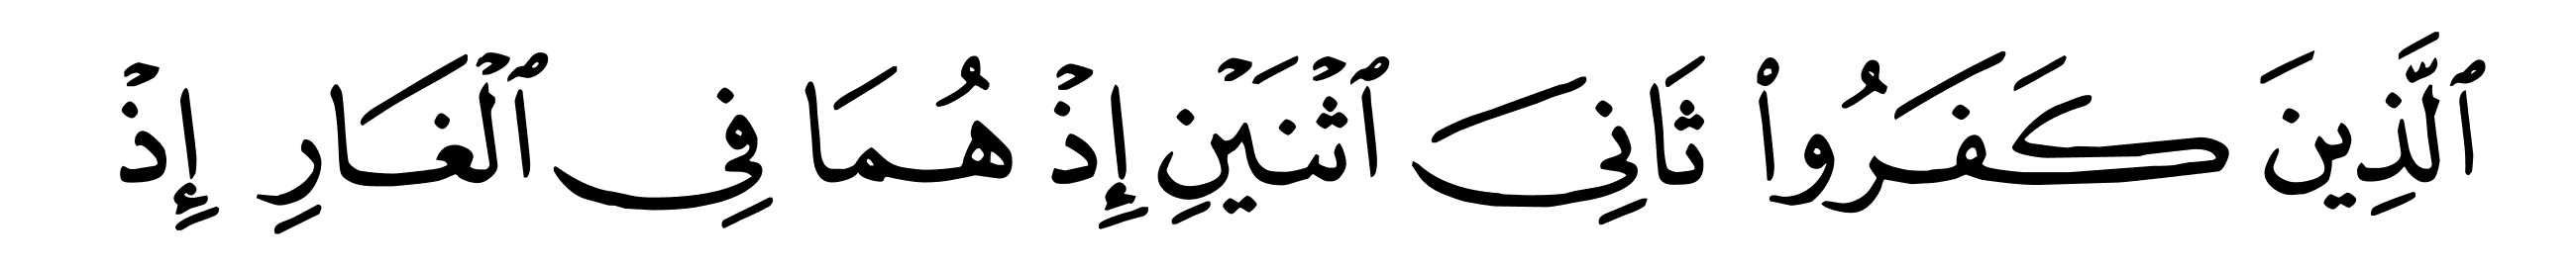 ٱلَّذِينَ كَفَرُوا۟ ثَانِىَ ٱثْنَيْنِ إِذْ هُمَا فِى ٱلْغَارِ إِذْ